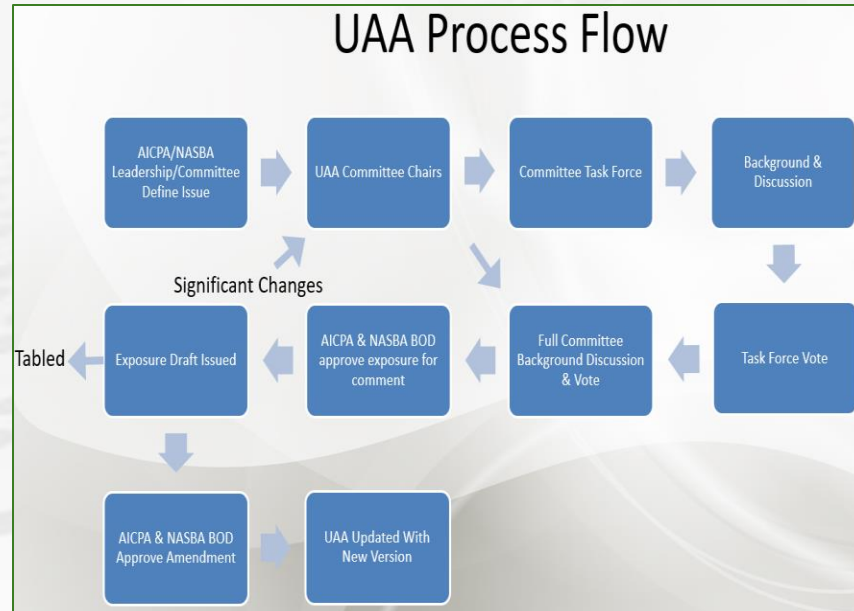 UAA Process Flow
AICPA/NASBA
Leadership/Committee
Define Issue
UAA Committee Chairs
Committee Task Force
Background &
Discussion
Significant Changes
Tabled
Exposure Draft Issued
AICPA & NASBA BOD
approve exposure for
comment
Full Committee
Background Discussion
& Vote
Task Force Vote
AICPA & NASBA BOD
Approve Amendment
UAA Updated With
New Version